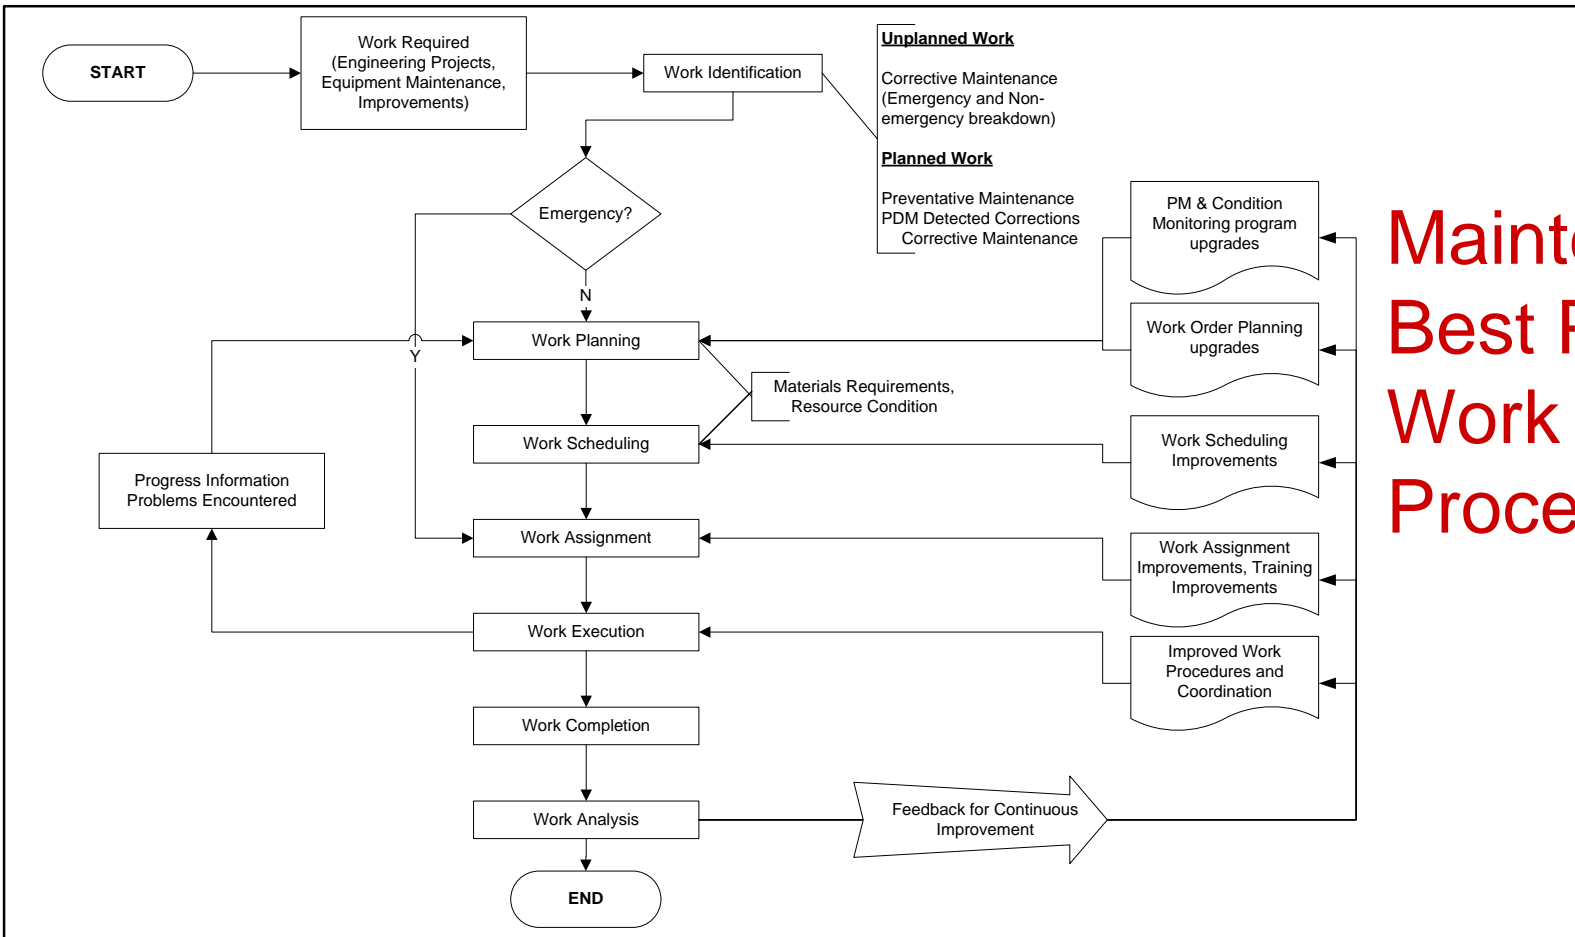 START
Work Required
(Engineering Projects,
Equipment Maintenance,
Improvements)
Work Identification
Unplanned Work
Corrective Maintenance
(Emergency and Non-
emergency breakdown)
Planned Work
Preventative Maintenance
PDM Detected Corrections
Corrective Maintenance
Emergency?
N
Y
Work Planning
Materials Requirements,
Resource Condition
Work Scheduling
Progress Information
Problems Encountered
Work Assignment
Work Execution
Work Completion
Work Analysis
END
Feedback for Continuous
Improvement
PM & Condition
Monitoring program
upgrades
Work Order Planning
upgrades
Work Scheduling
Improvements
Work Assignment
Improvements, Training
Improvements
Improved Work
Procedures and
Coordination
Best
Work